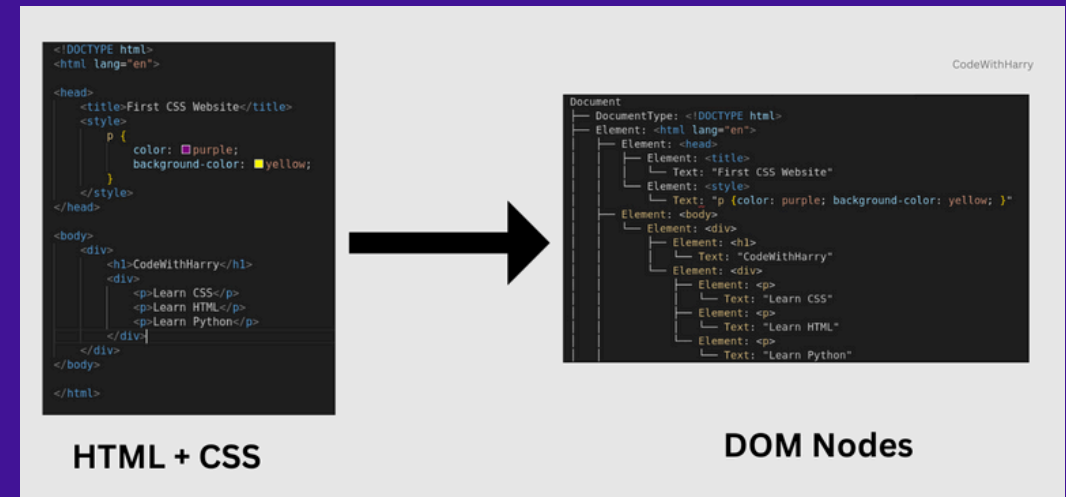 <!DOCTYPE html>
<html lang="en">
<head>
<title>First CSS Website</title>
<style>
p {
color: purple;
background-color: yellow;
}
</style>
</head>
<body>
<div>
<h1>CodeWithHarry</h1>
<div>
<p>Learn CSS</p>
<p>Learn HTML</p>
<p>Learn Python</p>
</div>
</div>
</body>
</html>
HTML + CSS
CodeWithHarry
Document
├── DocumentType: <!DOCTYPE html>
├── Element: <html lang="en">
│   ├── Element: <head>
│   │   ├── Element: <title>
│   │   │   └── Text: "First CSS Website"
│   │   └── Element: <style>
│   │       └── Text: "p {color: purple; background-color: yellow; }"
│   ├── Element: <body>
│   │   └── Element: <div>
│   │       ├── Element: <h1>
│   │       │   └── Text: "CodeWithHarry"
│   │       └── Element: <div>
│   │           ├── Element: <p>
│   │           │   └── Text: "Learn CSS"
│   │           ├── Element: <p>
│   │           │   └── Text: "Learn HTML"
│   │           └── Element: <p>
│   │               └── Text: "Learn Python"
DOM Nodes